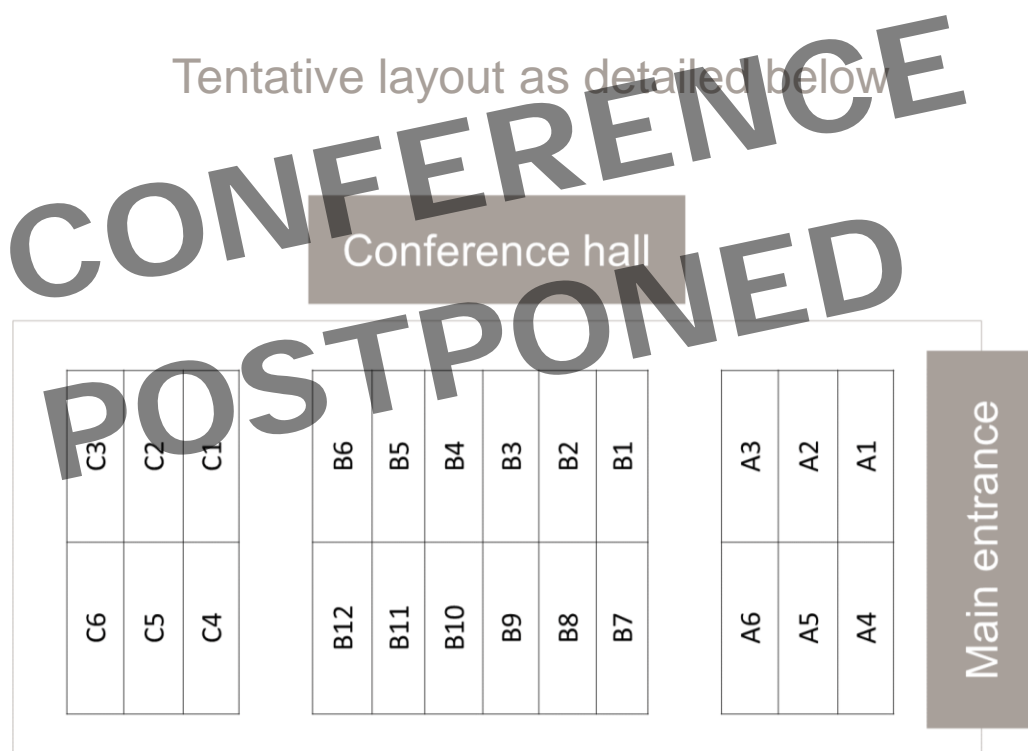 Tentative layout as detailed below
CONFERENCE
POSTPONED
Conference hall
C3 C2 C1 B6 B5 B4 B3 B2 B1 A3 A2 A1
C6 C5 C4 B12 B11 B10 B9 B8 B7 A6 A5 A4
Main entrance